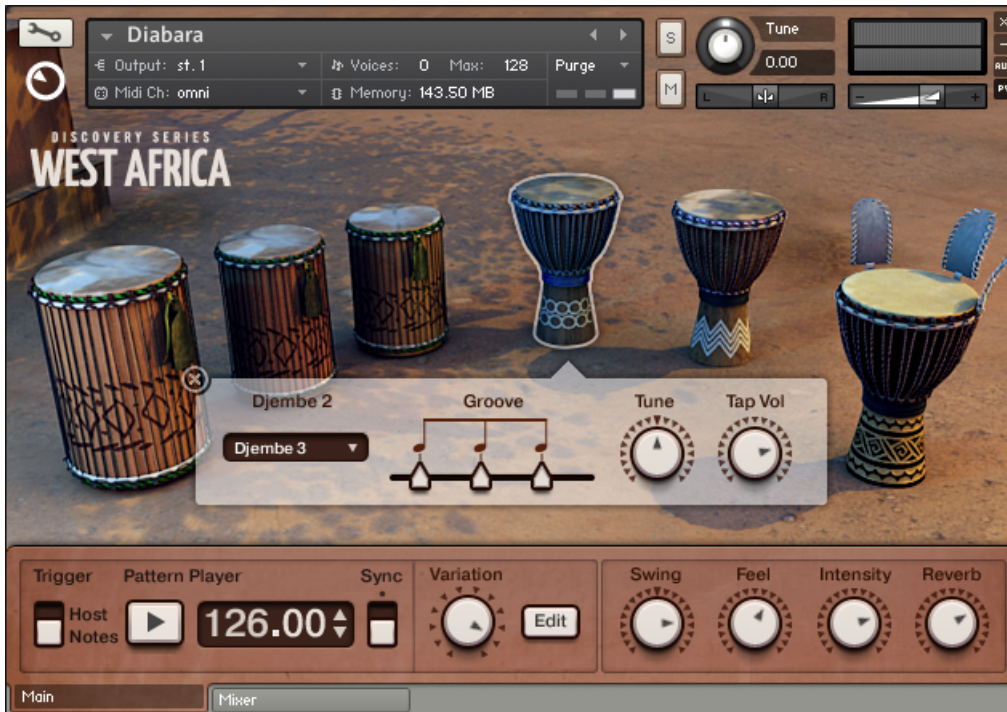 Diabara
S
Tune
0.00
Output: st. 1
Voices: 0 Max: 128
Purge
Midi Ch: omni
Memory: 143.50 MB
M
L R
- +
AU
PV
DISCOVERY SERIES
WEST AFRICA
Djembe 2
Groove
Tune
Tap Vol
Djembe 3
Trigger
Pattern Player
Sync
Variation
Swing
Feel
Intensity
Reverb
Host
Notes
126.00
Edit
Main
Mixer